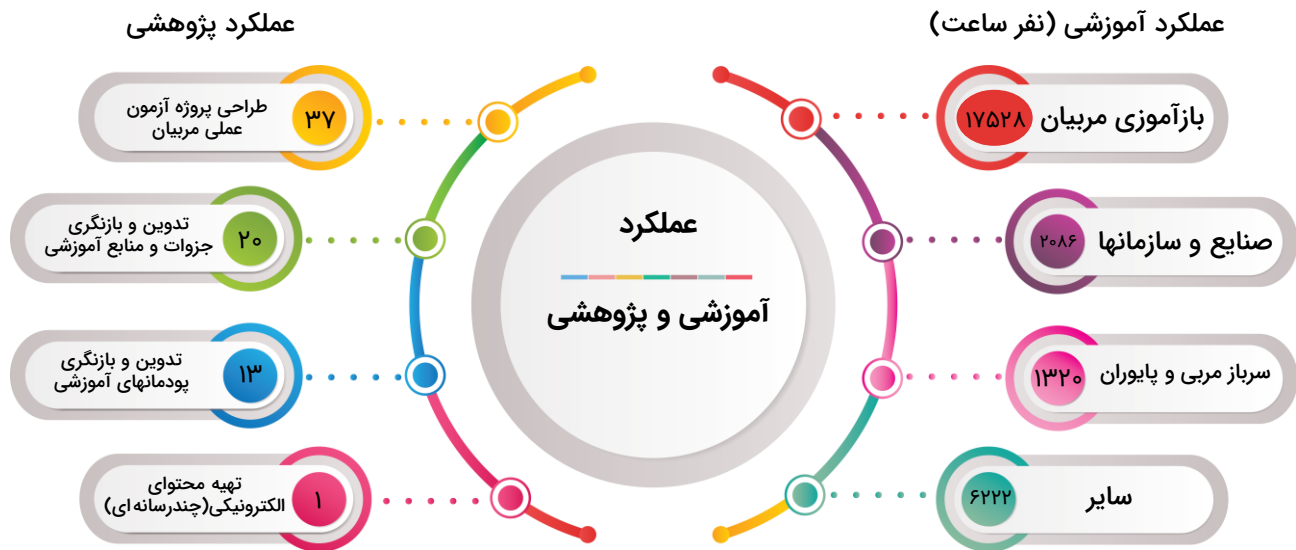 عملکرد آموزشی (نفر ساعت)
بازآموزی مربیان
۱۷۵۲۸
صنایع و سازمانها
۲۰۸۶
سرباز مربی و پایوران
۱۳۲۰
سایر
۶۲۲۲
عملکرد
آموزشی و پژوهشی
عملکرد پژوهشی
۳۷
طراحی پروژه آزمون
عملی مربیان
۲۰
تدوین و بازنگری
جزوات و منابع آموزشی
۱۳
تدوین و بازنگری
پودمانهای آموزشی
۱
تهیه محتوای
الکترونیکی(چندرسانه‌ای)